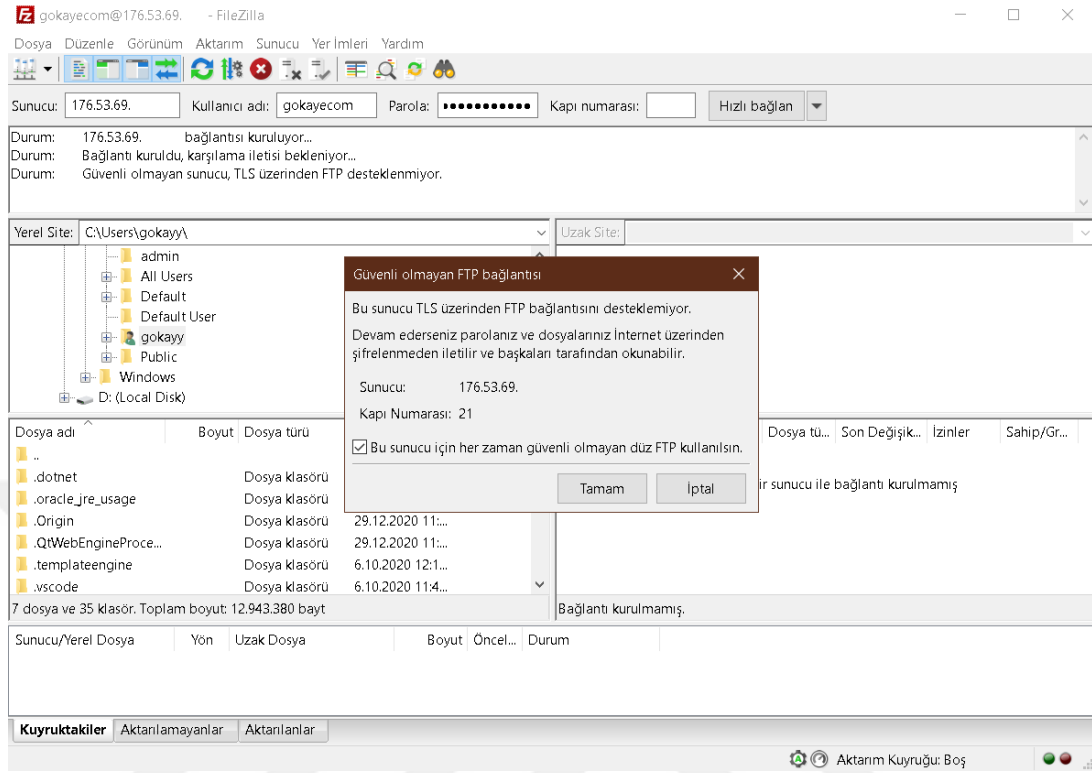 gokayecom@176.53.69. - FileZilla
Dosya Düzenle Görünüm Aktarım Sunucu Yer İmleri Yardım
Sunucu: 176.53.69. Kullanıcı adı: gokayecom Parola: ●●●●●●●●●●● Kapı numarası: Hızlı bağlan
Durum: 176.53.69. bağlantısı kuruluyor...
Durum: Bağlantı kuruldu, karşılama iletisi bekleniyor...
Durum: Güvenli olmayan sunucu, TLS üzerinden FTP desteklenmiyor.
Yerel Site: C:\Users\gokayy\
Uzak Site:
admin
All Users
Default
Default User
gokayy
Public
Windows
D: (Local Disk)
Güvenli olmayan FTP bağlantısı
Bu sunucu TLS üzerinden FTP bağlantısını desteklemiyor.
Devam ederseniz parolanız ve dosyalarınız İnternet üzerinden
şifrelenmeden iletilir ve başkaları tarafından okunabilir.
Sunucu: 176.53.69.
Kapı Numarası: 21
Bu sunucu için her zaman güvenli olmayan düz FTP kullanılsın.
Tamam İptal
Dosya adı Boyut Dosya türü
..
.dotnet Dosya klasörü
.oracle_jre_usage Dosya klasörü
.Origin Dosya klasörü 29.12.2020 11:...
.QtWebEngineProce... Dosya klasörü 29.12.2020 11:...
.templateengine Dosya klasörü 6.10.2020 12:1...
.vscode Dosya klasörü 6.10.2020 11:4...
7 dosya ve 35 klasör. Toplam boyut: 12.943.380 bayt
Dosya tü... Son Değişik... İzinler Sahip/Gr...
ir sunucu ile bağlantı kurulmamış
Bağlantı kurulmamış.
Sunucu/Yerel Dosya Yön Uzak Dosya Boyut Öncel... Durum
Kuyruktakiler Aktarılamayanlar Aktarılanlar
Aktarım Kuyruğu: Boş